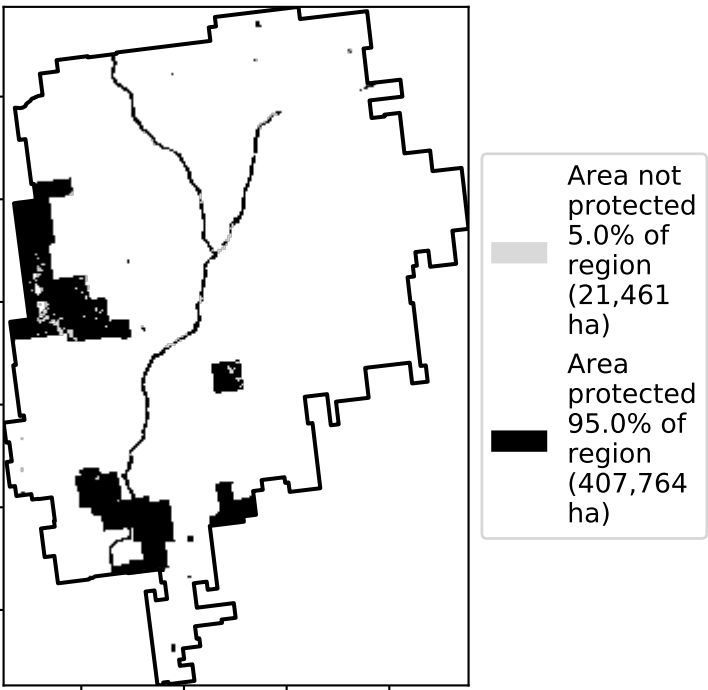 Area not
protected
5.0% of
region
(21,461
ha)
Area
protected
95.0% of
region
(407,764
ha)